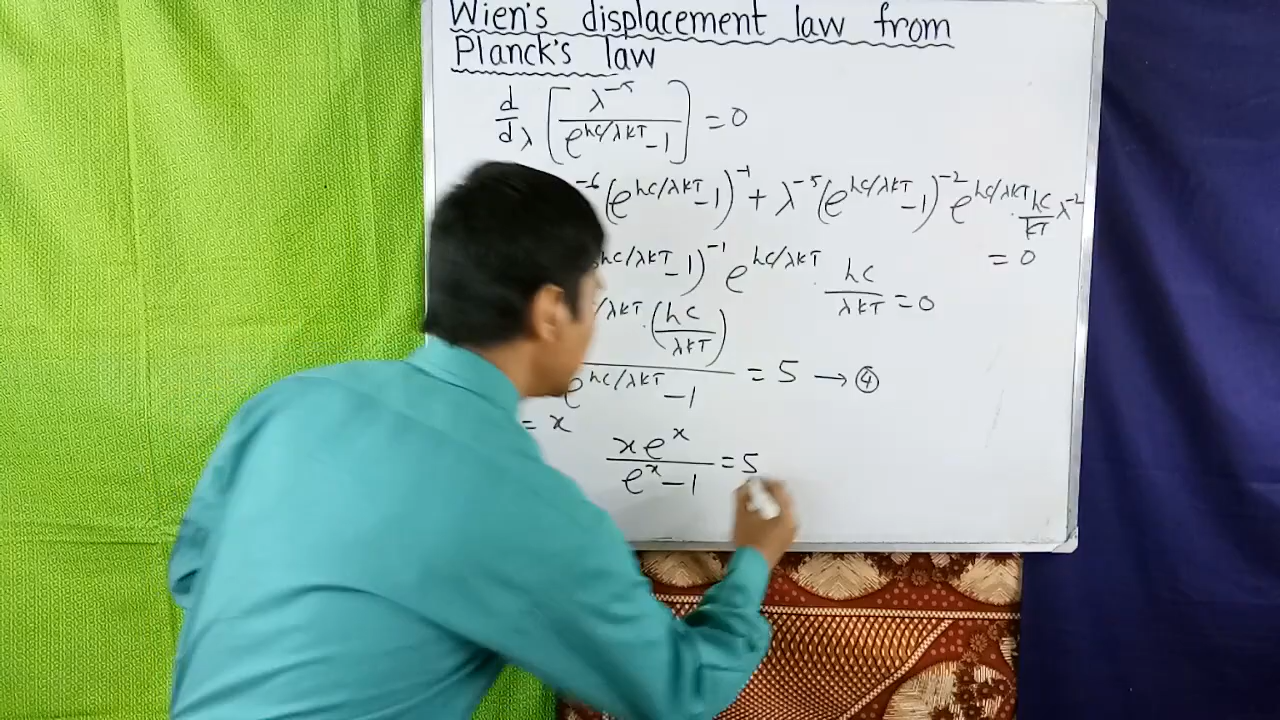 Wien's displacement law from
Planck's law
d/dλ [λ⁻⁵ / (e^(hc/λkT) - 1)] = 0
⁻⁶ (e^(hc/λkT) - 1)⁻¹ + λ⁻⁵ (e^(hc/λkT) - 1)⁻² e^(hc/λkT) · hc/kT λ⁻²
= 0
hc/λkT - 1)⁻¹ e^(hc/λkT) · hc/λkT = 0
/λkT · (hc/λkT) / e^(hc/λkT) - 1 = 5 → ④
= x
x e^x / e^x - 1 = 5